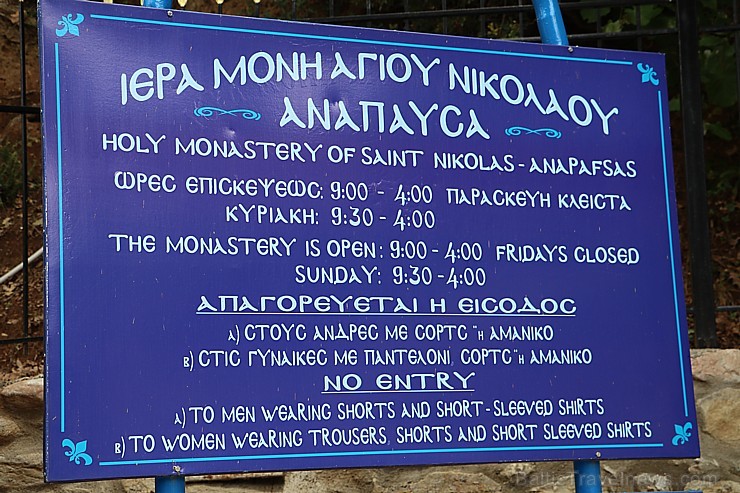 ΙΕΡΑ ΜΟΝΗ ΑΓΙΟΥ ΝΙΚΟΛΑΟΥ
ΑΝΑΠΑΥΣΑ
HOLY MONASTERY OF SAINT NIKOLAS - ANAPAFSAS
ΩΡΕΣ ΕΠΙΣΚΕΨΕΩΣ: 9:00 - 4:00 ΠΑΡΑΣΚΕΥΗ ΚΛΕΙΣΤΑ
ΚΥΡΙΑΚΗ: 9:30 - 4:00
THE MONASTERY IS OPEN: 9:00 - 4:00 FRIDAYS CLOSED
SUNDAY: 9:30 - 4:00
ΑΠΑΓΟΡΕΥΕΤΑΙ Η ΕΙΣΟΔΟΣ
Α) ΣΤΟΥΣ ΑΝΔΡΕΣ ΜΕ ΣΟΡΤΣ ῎η ΑΜΑΝΙΚΟ
Β) ΣΤΙΣ ΓΥΝΑΙΚΕΣ ΜΕ ΠΑΝΤΕΛΟΝΙ, ΣΟΡΤΣ ῎η ΑΜΑΝΙΚΟ
NO ENTRY
A) TO MEN WEARING SHORTS AND SHORT - SLEEVED SHIRTS
B) TO WOMEN WEARING TROUSERS, SHORTS AND SHORT SLEEVED SHIRTS
Baltictravelnews.com